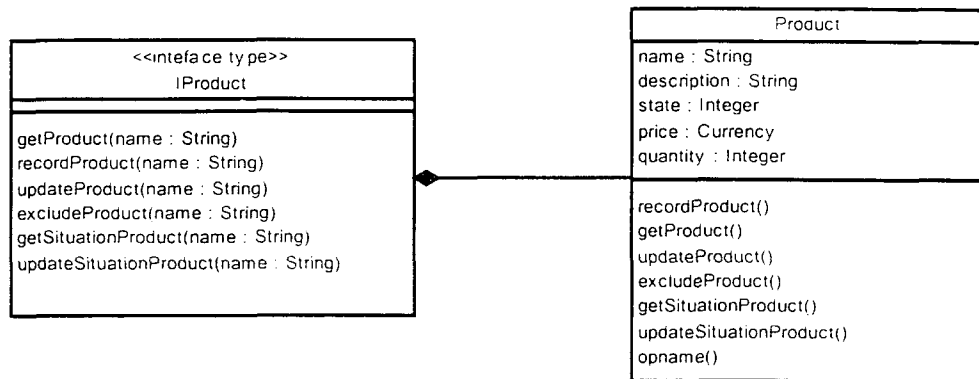 <<inteface type>>
IProduct
getProduct(name : String)
recordProduct(name : String)
updateProduct(name : String)
excludeProduct(name : String)
getSituationProduct(name : String)
updateSituationProduct(name : String)
Product
name : String
description : String
state : Integer
price : Currency
quantity : Integer
recordProduct()
getProduct()
updateProduct()
excludeProduct()
getSituationProduct()
updateSituationProduct()
opname()